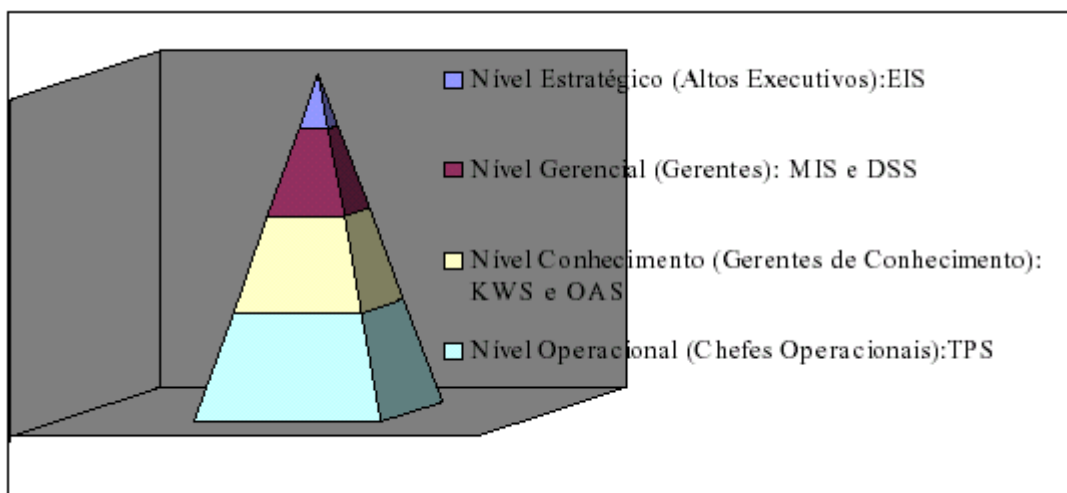 Nível Estratégico (Altos Executivos):EIS
Nível Gerencial (Gerentes): MIS e DSS
Nível Conhecimento (Gerentes de Conhecimento):
KWS e OAS
Nível Operacional (Chefes Operacionais):TPS